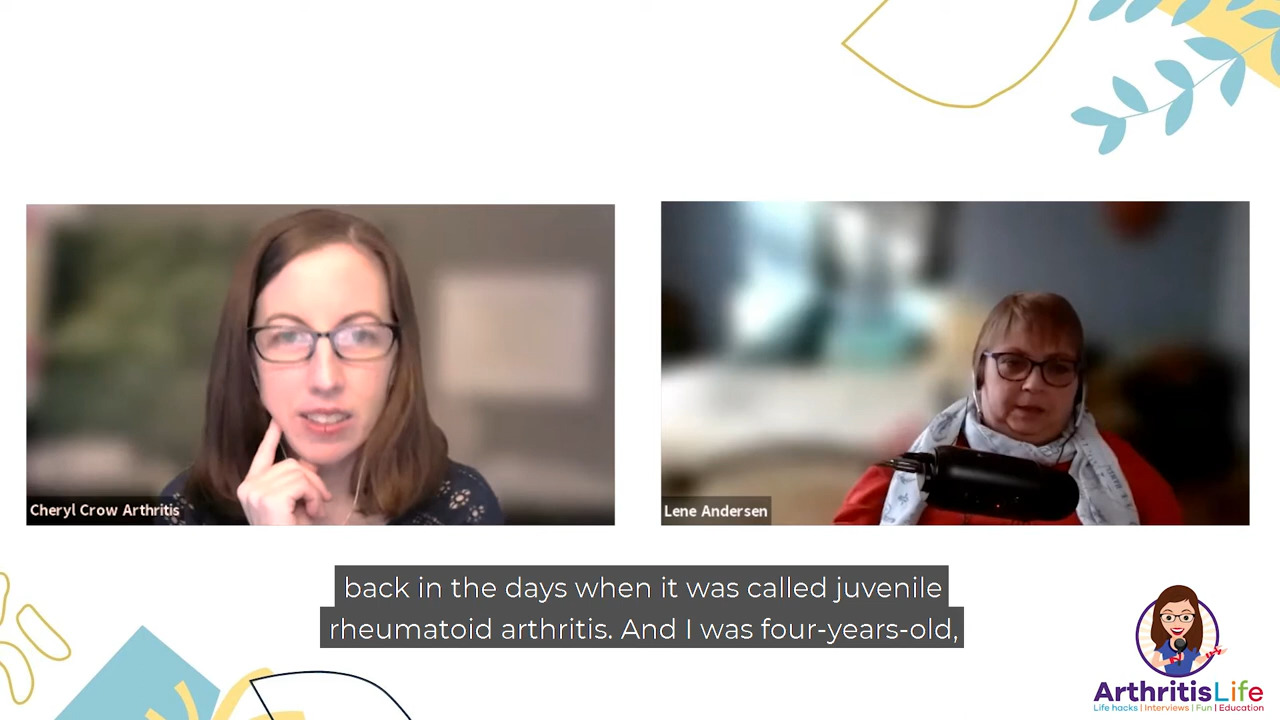 Cheryl Crow Arthritis
Lene Andersen
back in the days when it was called juvenile
rheumatoid arthritis. And I was four-years-old,
ArthritisLife
Life hacks | Interviews | Fun | Education